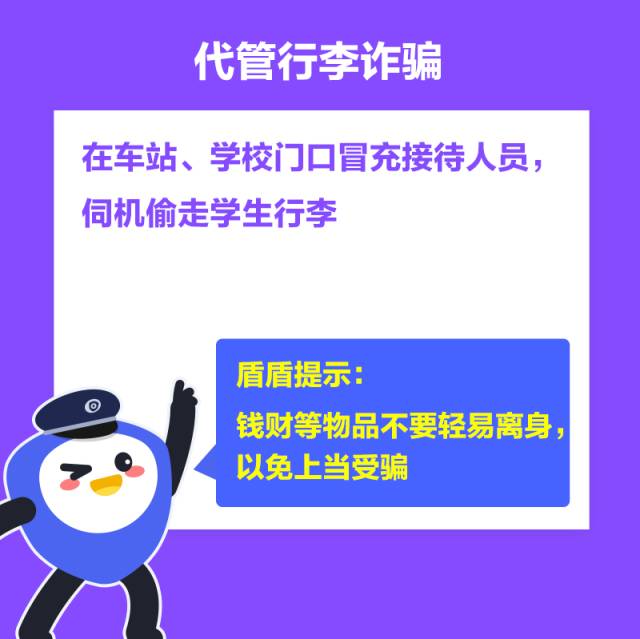 代管行李诈骗
在车站、学校门口冒充接待人员，
伺机偷走学生行李
盾盾提示：
钱财等物品不要轻易离身，
以免上当受骗